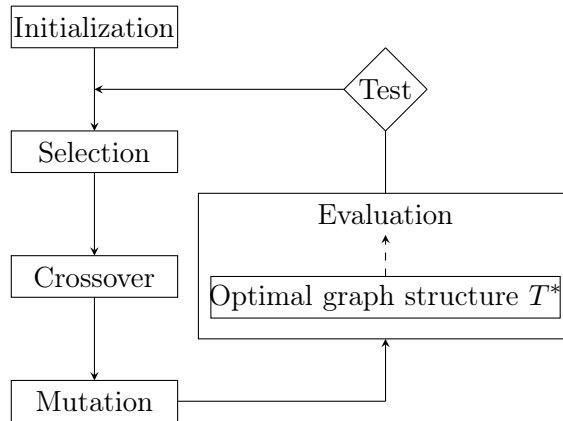 Initialization
Test
Selection
Evaluation
Crossover
Optimal graph structure T*
Mutation